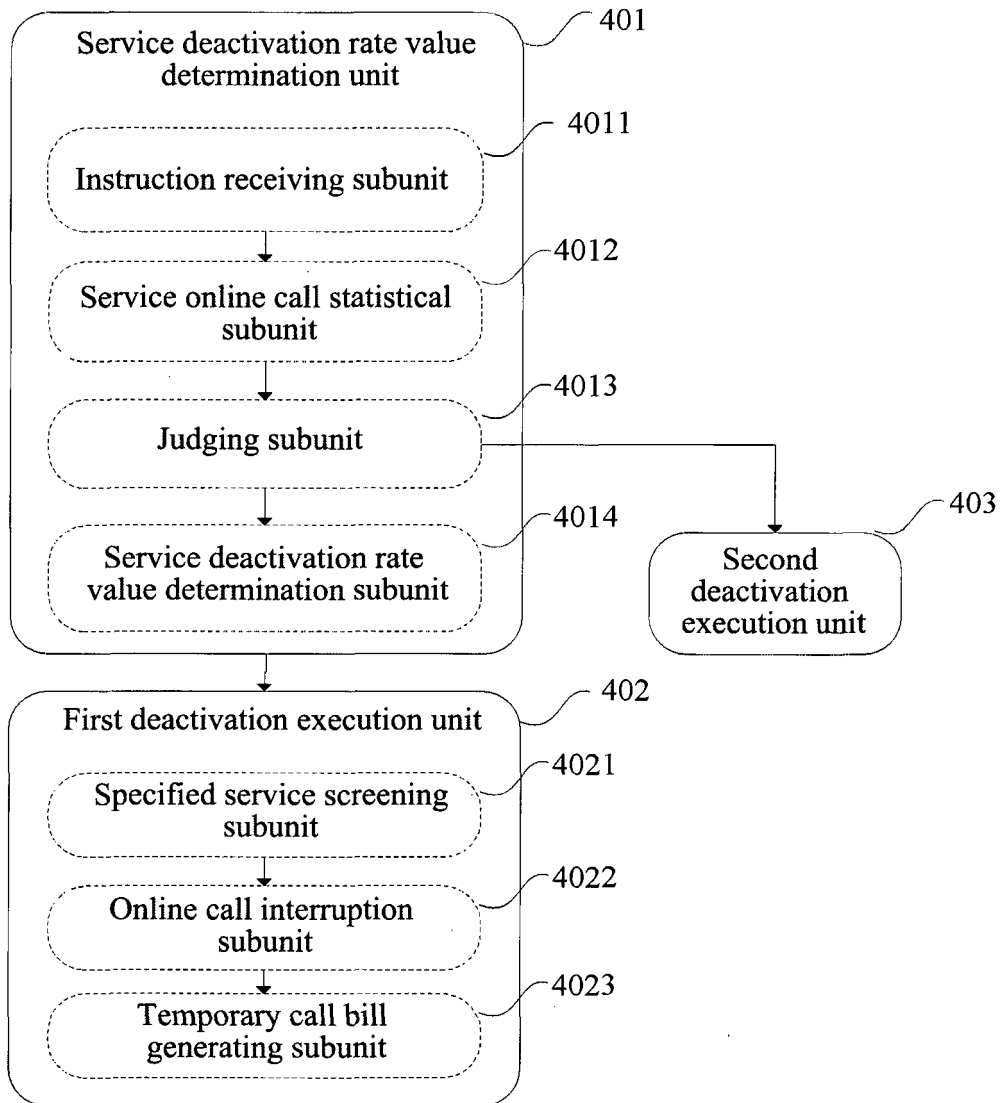 401
Service deactivation rate value
determination unit
4011
Instruction receiving subunit
4012
Service online call statistical
subunit
4013
Judging subunit
4014
Service deactivation rate
value determination subunit
403
Second
deactivation
execution unit
402
First deactivation execution unit
4021
Specified service screening
subunit
4022
Online call interruption
subunit
4023
Temporary call bill
generating subunit